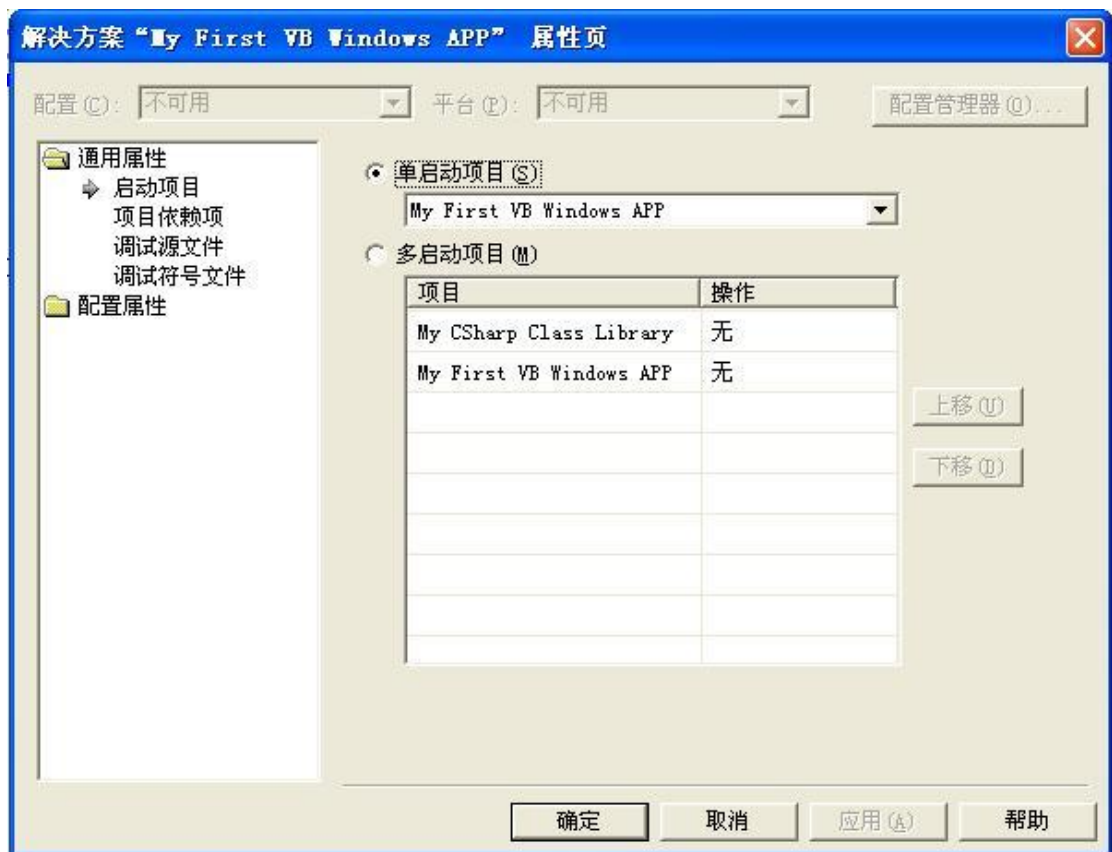 解决方案“My First VB Windows APP” 属性页
配置(C): 不可用 平台(P): 不可用 配置管理器(O)...
通用属性
启动项目
项目依赖项
调试源文件
调试符号文件
配置属性
单启动项目(S)
My First VB Windows APP
多启动项目(M)
项目 操作
My CSharp Class Library 无
My First VB Windows APP 无
上移(U)
下移(D)
确定 取消 应用(A) 帮助